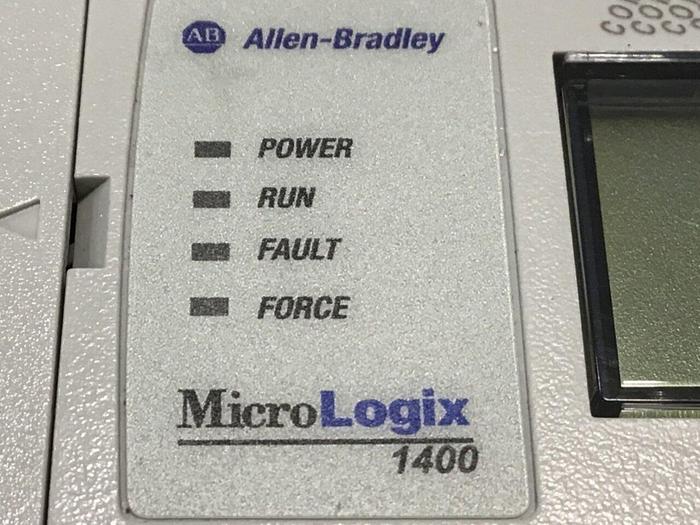 AB Allen-Bradley
POWER
RUN
FAULT
FORCE
MicroLogix
1400